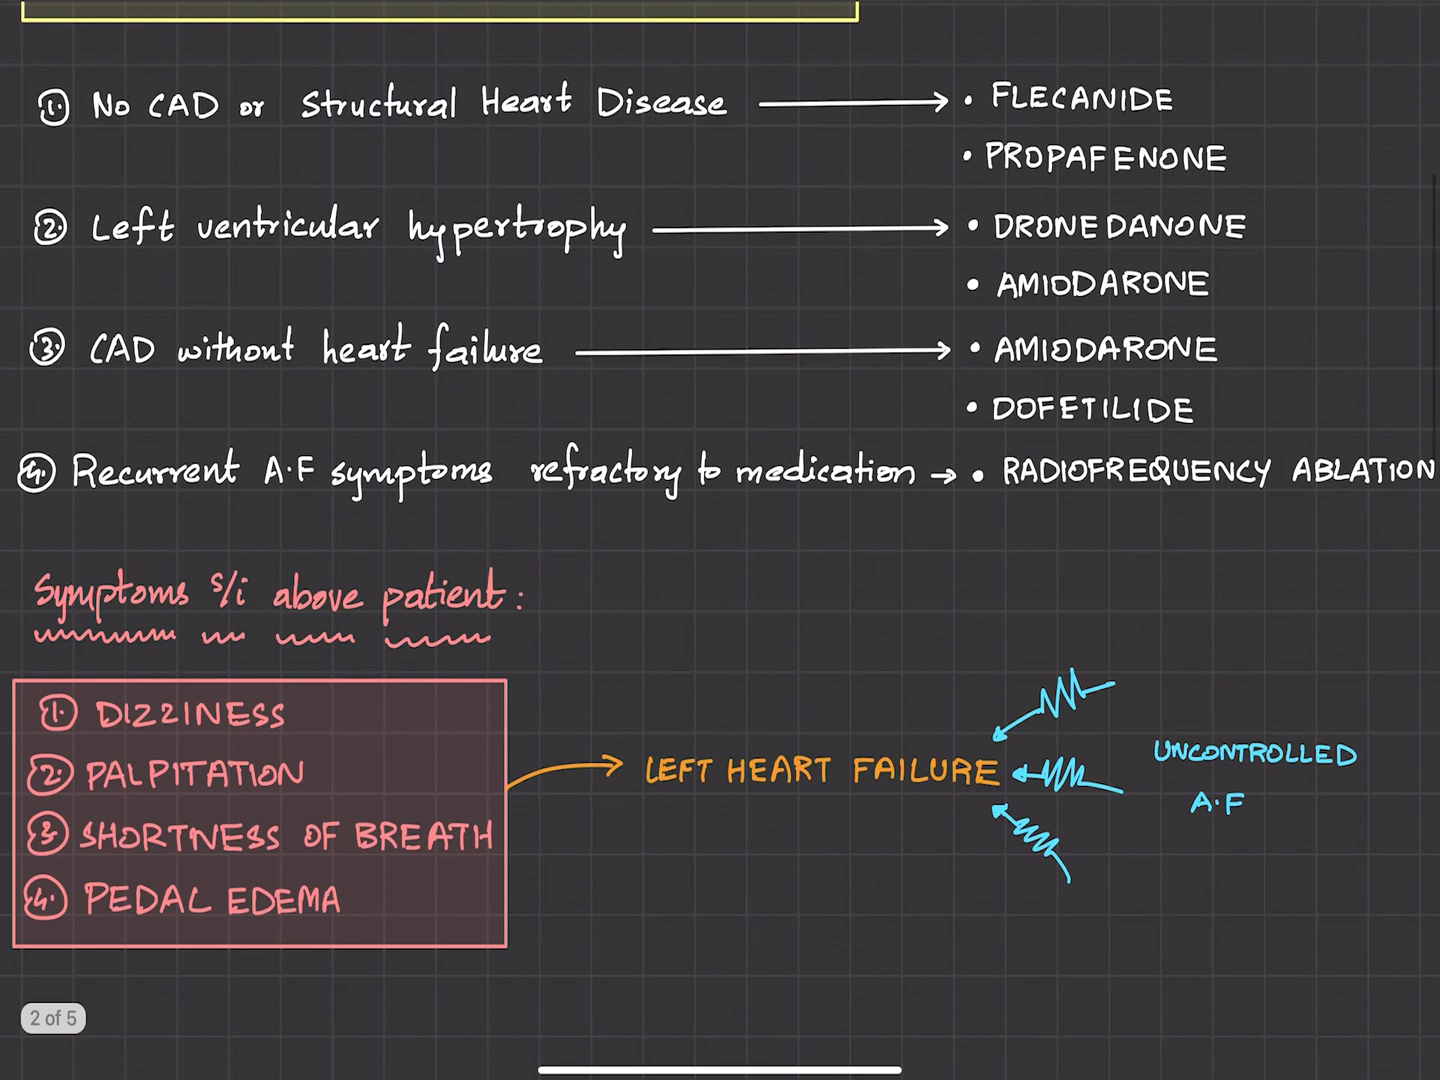 1. No CAD or Structural Heart Disease → • FLECANIDE
• PROPAFENONE
2. Left ventricular hypertrophy → • DRONEDANONE
• AMIODARONE
3. CAD without heart failure → • AMIODARONE
• DOFETILIDE
4. Recurrent A.F symptoms refractory to medication → • RADIOFREQUENCY ABLATION
Symptoms s/i above patient:
1. DIZZINESS
2. PALPITATION
3. SHORTNESS OF BREATH
4. PEDAL EDEMA
LEFT HEART FAILURE
UNCONTROLLED
A.F
2 of 5